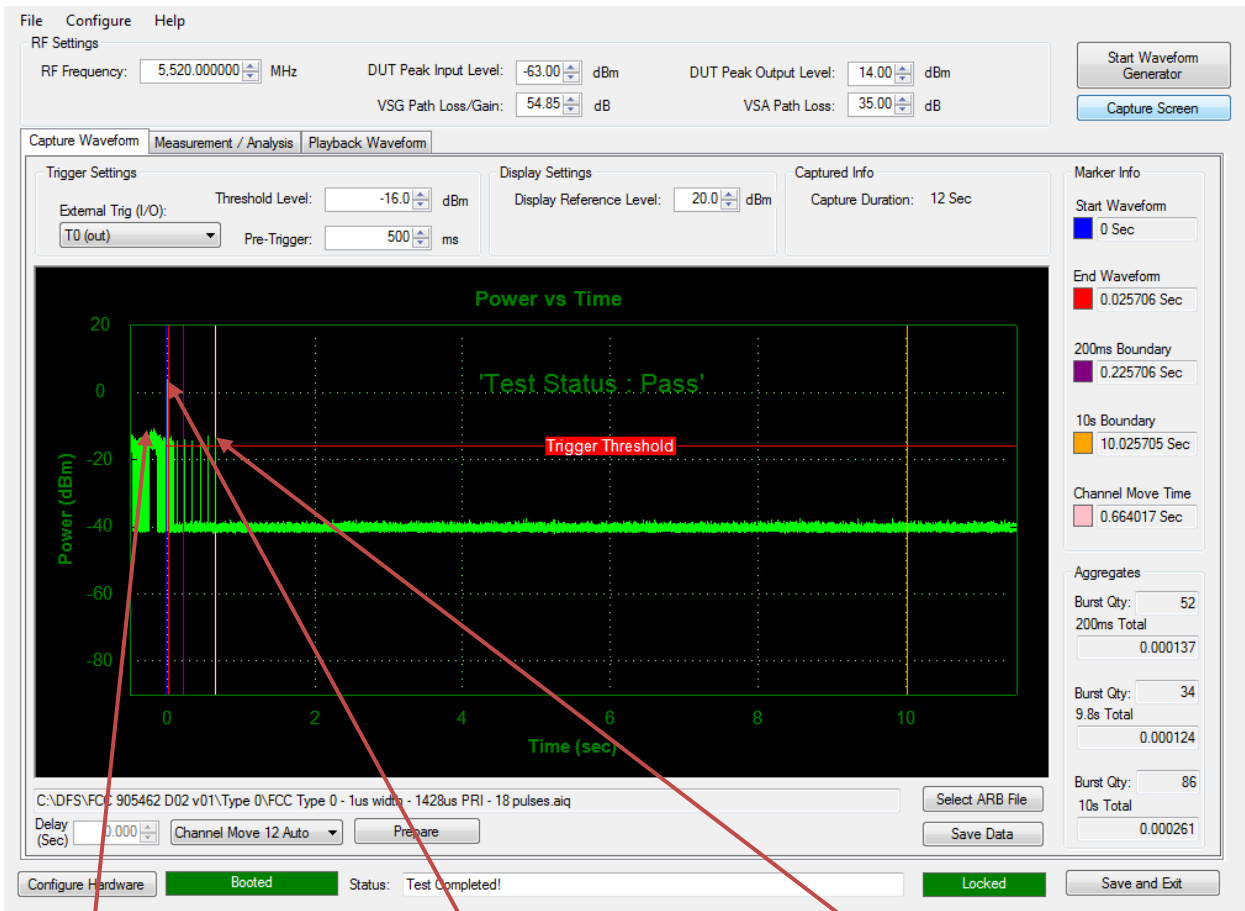 File Configure Help
RF Settings
RF Frequency: 5,520.000000 MHz DUT Peak Input Level: -63.00 dBm DUT Peak Output Level: 14.00 dBm
VSG Path Loss/Gain: 54.85 dB VSA Path Loss: 35.00 dB
Start Waveform
Generator
Capture Screen
Capture Waveform Measurement / Analysis Playback Waveform
Trigger Settings
Threshold Level: -16.0 dBm
External Trig (I/O):
T0 (out)
Pre-Trigger: 500 ms
Display Settings
Display Reference Level: 20.0 dBm
Captured Info
Capture Duration: 12 Sec
Power vs Time
'Test Status : Pass'
Trigger Threshold
Power (dBm)
20
0
-20
-40
-60
-80
0 2 4 6 8 10
Time (sec)
Marker Info
Start Waveform
0 Sec
End Waveform
0.025706 Sec
200ms Boundary
0.225706 Sec
10s Boundary
10.025705 Sec
Channel Move Time
0.664017 Sec
Aggregates
Burst Qty: 52
200ms Total
0.000137
Burst Qty: 34
9.8s Total
0.000124
Burst Qty: 86
10s Total
0.000261
C:\DFS\FCC 905462 D02 v01\Type 0\FCC Type 0 - 1us width - 1428us PRI - 18 pulses.aiq
Select ARB File
Delay
(Sec) 0.000 Channel Move 12 Auto Prepare
Save Data
Configure Hardware Booted Status: Test Completed! Locked Save and Exit